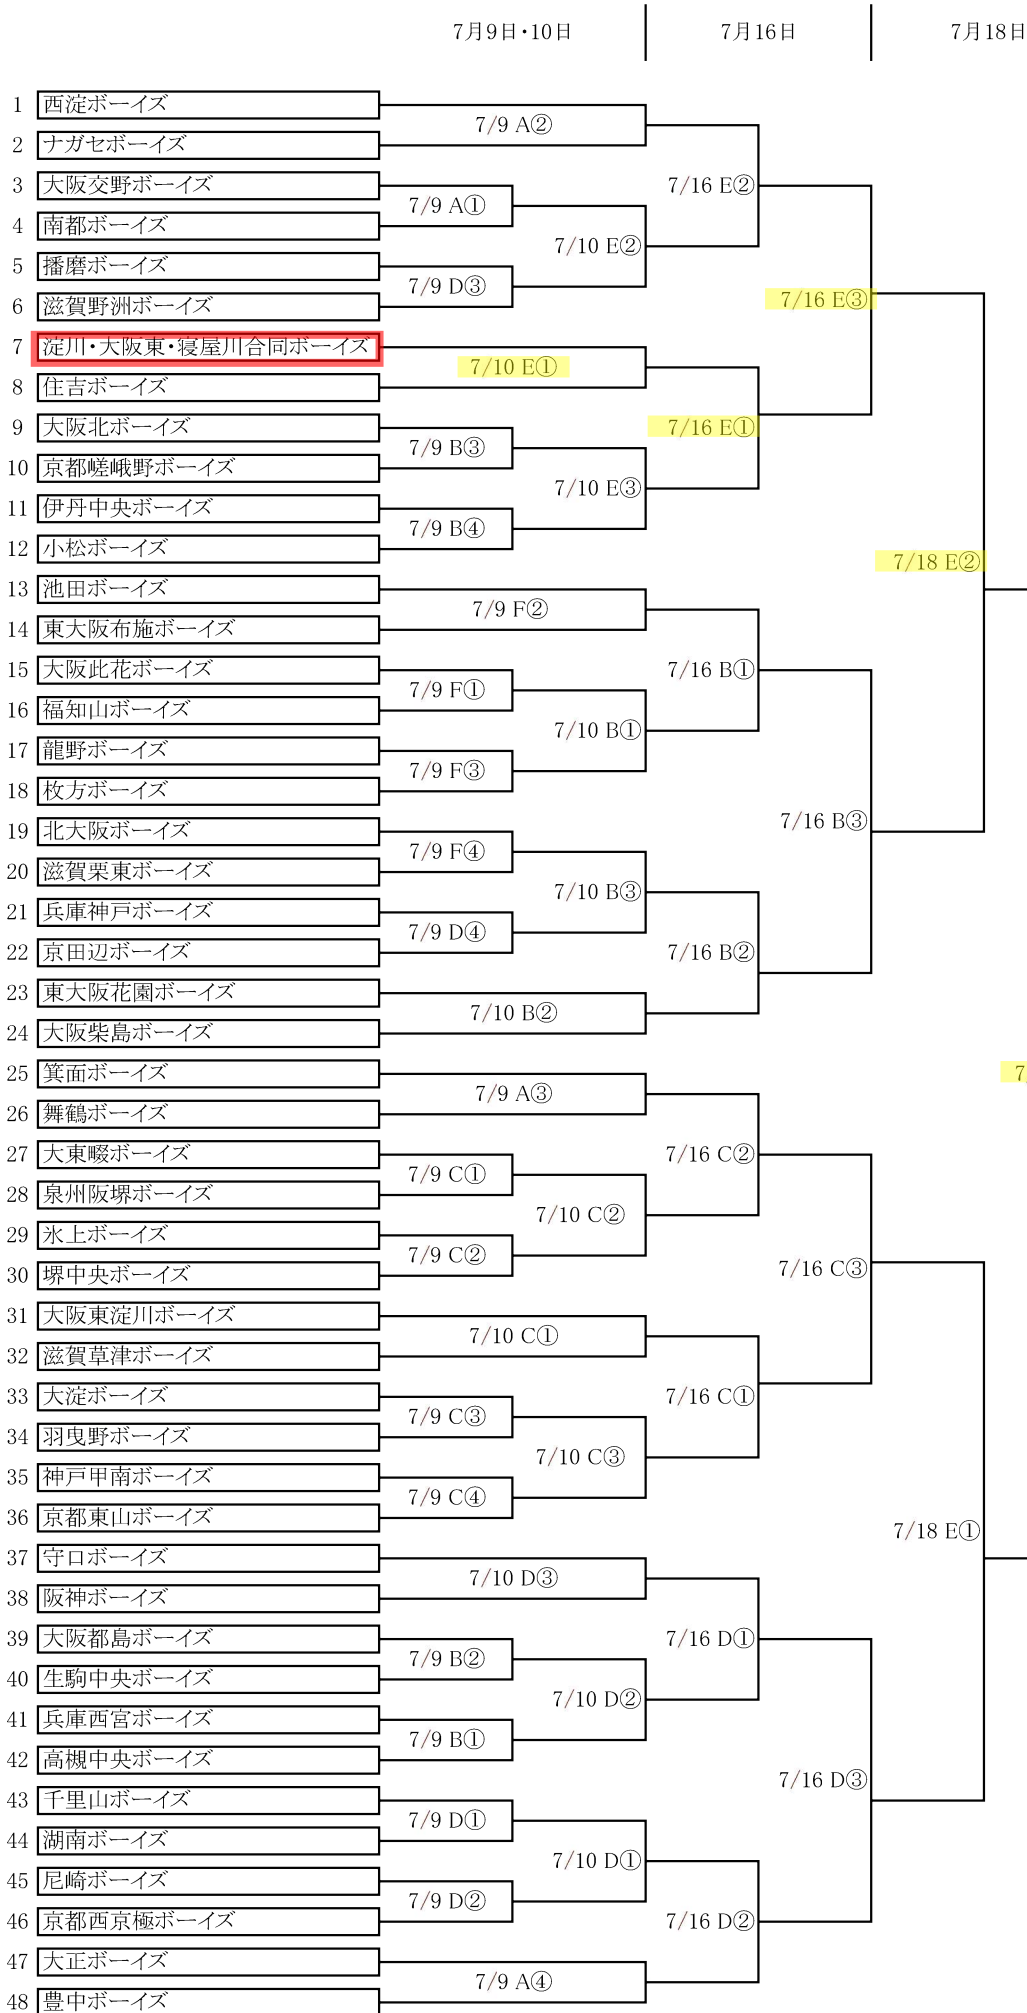 7月9日・10日 7月16日 7月18日
1 西淀ボーイズ
7/9 A②
2 ナガセボーイズ
3 大阪交野ボーイズ 7/16 E②
7/9 A①
4 南都ボーイズ
7/10 E②
5 播磨ボーイズ
7/9 D③
6 滋賀野洲ボーイズ 7/16 E③
7 淀川・大阪東・寝屋川合同ボーイズ
7/10 E①
8 住吉ボーイズ
9 大阪北ボーイズ 7/16 E①
7/9 B③
10 京都嵯峨野ボーイズ
7/10 E③
11 伊丹中央ボーイズ
7/9 B④
12 小松ボーイズ
7/18 E②
13 池田ボーイズ
7/9 F②
14 東大阪布施ボーイズ
15 大阪此花ボーイズ 7/16 B①
7/9 F①
16 福知山ボーイズ
7/10 B①
17 龍野ボーイズ
7/9 F③
18 枚方ボーイズ
7/16 B③
19 北大阪ボーイズ
7/9 F④
20 滋賀栗東ボーイズ
7/10 B③
21 兵庫神戸ボーイズ
7/9 D④
22 京田辺ボーイズ 7/16 B②
23 東大阪花園ボーイズ
7/10 B②
24 大阪柴島ボーイズ
25 箕面ボーイズ 7/
7/9 A③
26 舞鶴ボーイズ
27 大東畷ボーイズ 7/16 C②
7/9 C①
28 泉州阪堺ボーイズ
7/10 C②
29 氷上ボーイズ
7/9 C②
30 堺中央ボーイズ 7/16 C③
31 大阪東淀川ボーイズ
7/10 C①
32 滋賀草津ボーイズ
33 大淀ボーイズ 7/16 C①
7/9 C③
34 羽曳野ボーイズ
7/10 C③
35 神戸甲南ボーイズ
7/9 C④
36 京都東山ボーイズ
7/18 E①
37 守口ボーイズ
7/10 D③
38 阪神ボーイズ
39 大阪都島ボーイズ 7/16 D①
7/9 B②
40 生駒中央ボーイズ
7/10 D②
41 兵庫西宮ボーイズ
7/9 B①
42 高槻中央ボーイズ
7/16 D③
43 千里山ボーイズ
7/9 D①
44 湖南ボーイズ
7/10 D①
45 尼崎ボーイズ
7/9 D②
46 京都西京極ボーイズ 7/16 D②
47 大正ボーイズ
7/9 A④
48 豊中ボーイズ